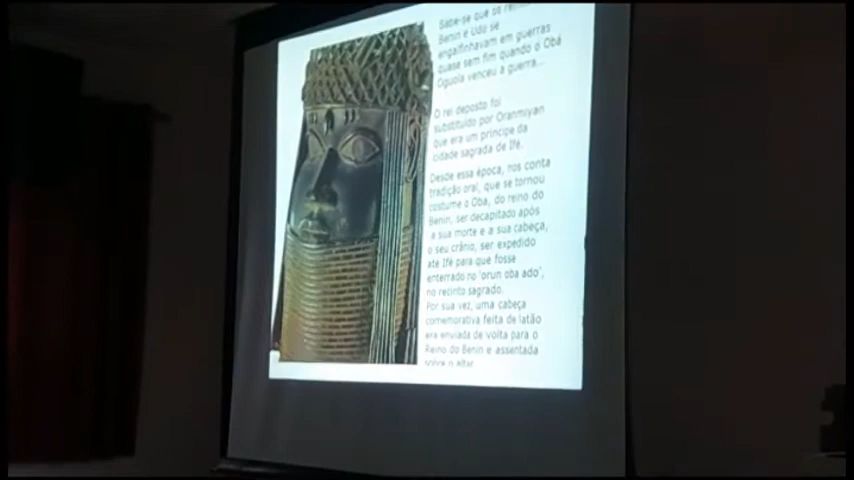 Sabe-se que os
Benin e Udo se
engalfinhavam em guerras
quase sem fim quando o Obá
Oguola venceu a guerra...
O rei deposto foi
substituído por Oranmiyan
que era um príncipe da
cidade sagrada de Ifé.
Desde essa época, nos conta
tradição oral, que se tornou
costume o Oba, do reino do
Benin, ser decapitado após
a sua morte e a sua cabeça,
o seu crânio, ser expedido
até Ifé para que fosse
enterrado no 'orun oba ado',
no recinto sagrado.
Por sua vez, uma cabeça
comemorativa feita de latão
era enviada de volta para o
Reino do Benin e assentada
sobre o altar